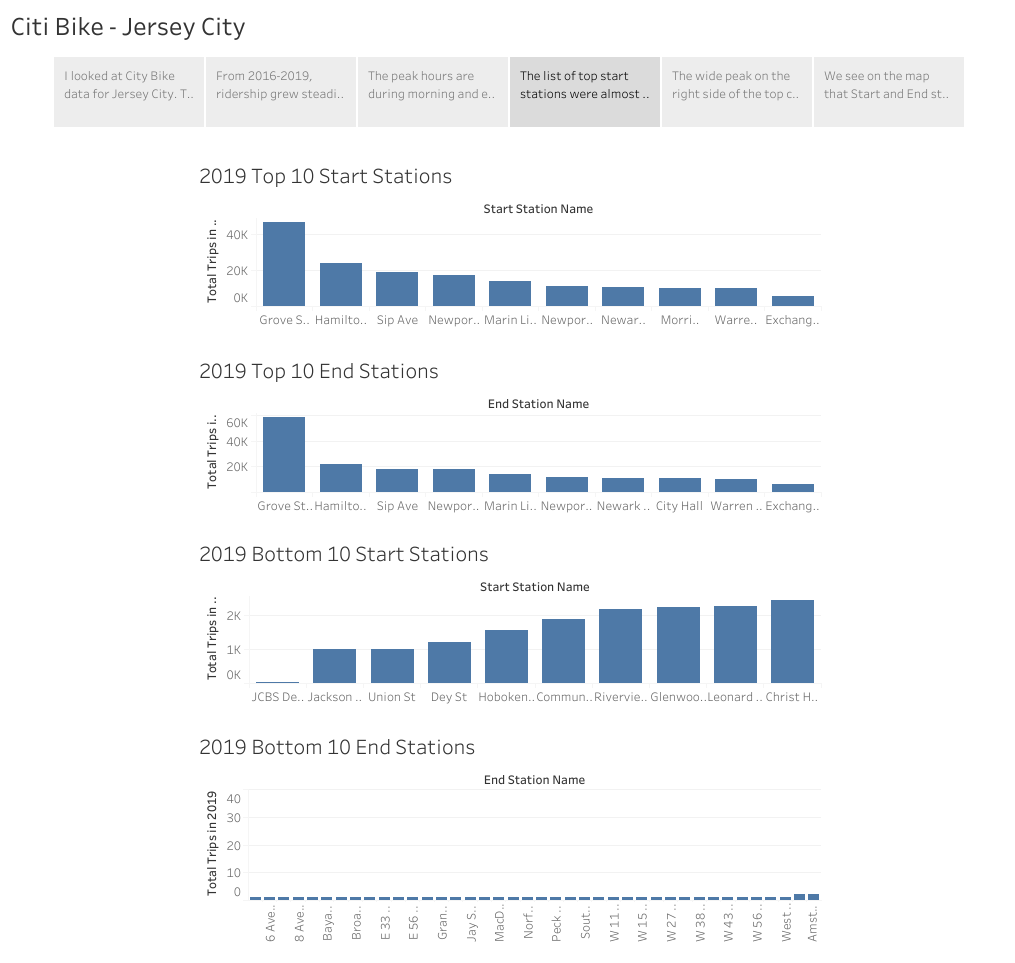 Citi Bike - Jersey City
I looked at City Bike
data for Jersey City. T..
From 2016-2019,
ridership grew steadi..
The peak hours are
during morning and e..
The list of top start
stations were almost ..
The wide peak on the
right side of the top c..
We see on the map
that Start and End st..
2019 Top 10 Start Stations
Start Station Name
Total Trips in ..
40K
20K
0K
Grove S.. Hamilto.. Sip Ave Newpor.. Marin Li.. Newpor.. Newar.. Morri.. Warre.. Exchang..
2019 Top 10 End Stations
End Station Name
Total Trips i..
60K
40K
20K
Grove St.. Hamilto.. Sip Ave Newpor.. Marin Li.. Newpor.. Newark .. City Hall Warren .. Exchang..
2019 Bottom 10 Start Stations
Start Station Name
Total Trips in ..
2K
1K
0K
JCBS De.. Jackson .. Union St Dey St Hoboken.. Commun.. Rivervie.. Glenwoo.. Leonard .. Christ H..
2019 Bottom 10 End Stations
End Station Name
Total Trips in 2019
40
30
20
10
0
6 Ave.. 8 Ave.. Baya.. Broa.. E 33 .. E 56 .. Gran.. Jay S.. MacD.. Norf.. Peck .. Sout.. W 11 .. W 15 .. W 27 .. W 38 .. W 43 .. W 56 .. West .. Amst..